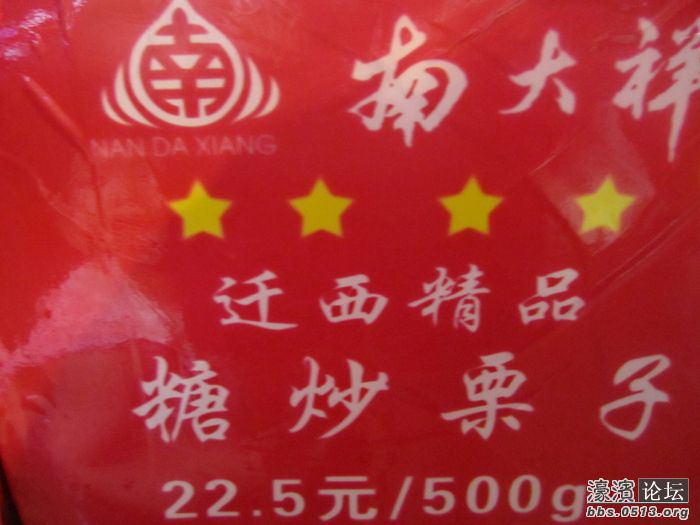 南大祥
NAN DA XIANG
迁西精品
糖炒栗子
22.5元/500g
濠濱论坛
bbs.0513.org